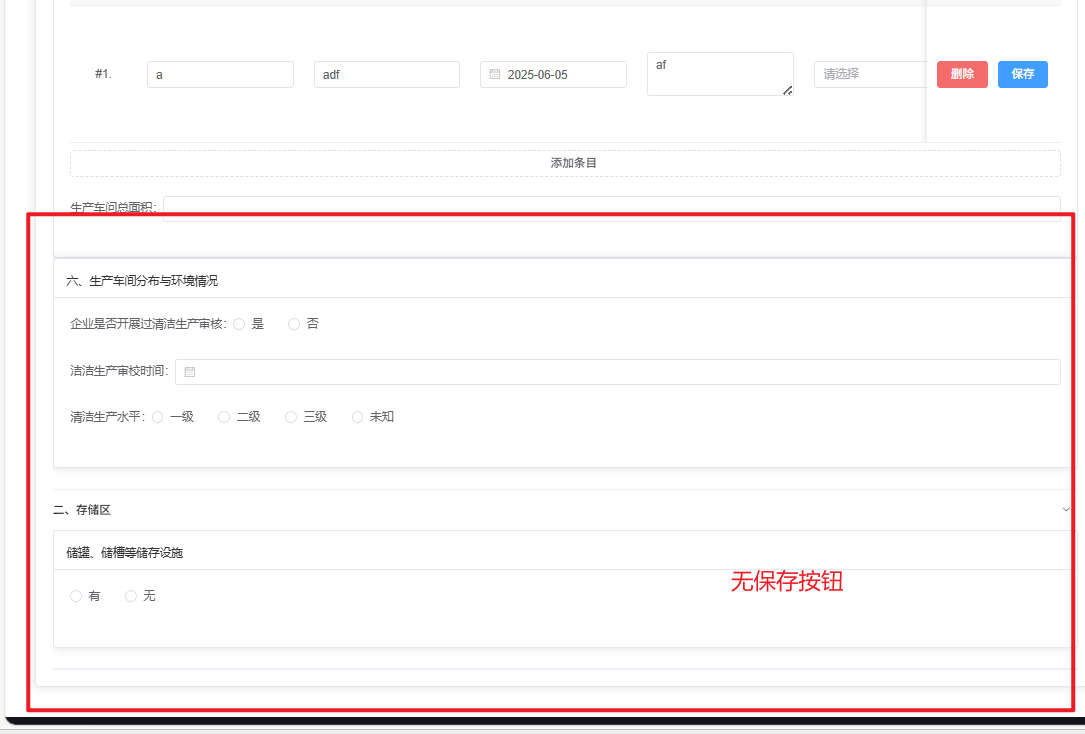 #1.
a
adf
2025-06-05
af
请选择
删除
保存
添加条目
生产车间总面积:
六、生产车间分布与环境情况
企业是否开展过清洁生产审核: 是 否
洁洁生产审校时间:
清洁生产水平: 一级 二级 三级 未知
二、存储区
储罐、储槽等储存设施
有 无
无保存按钮